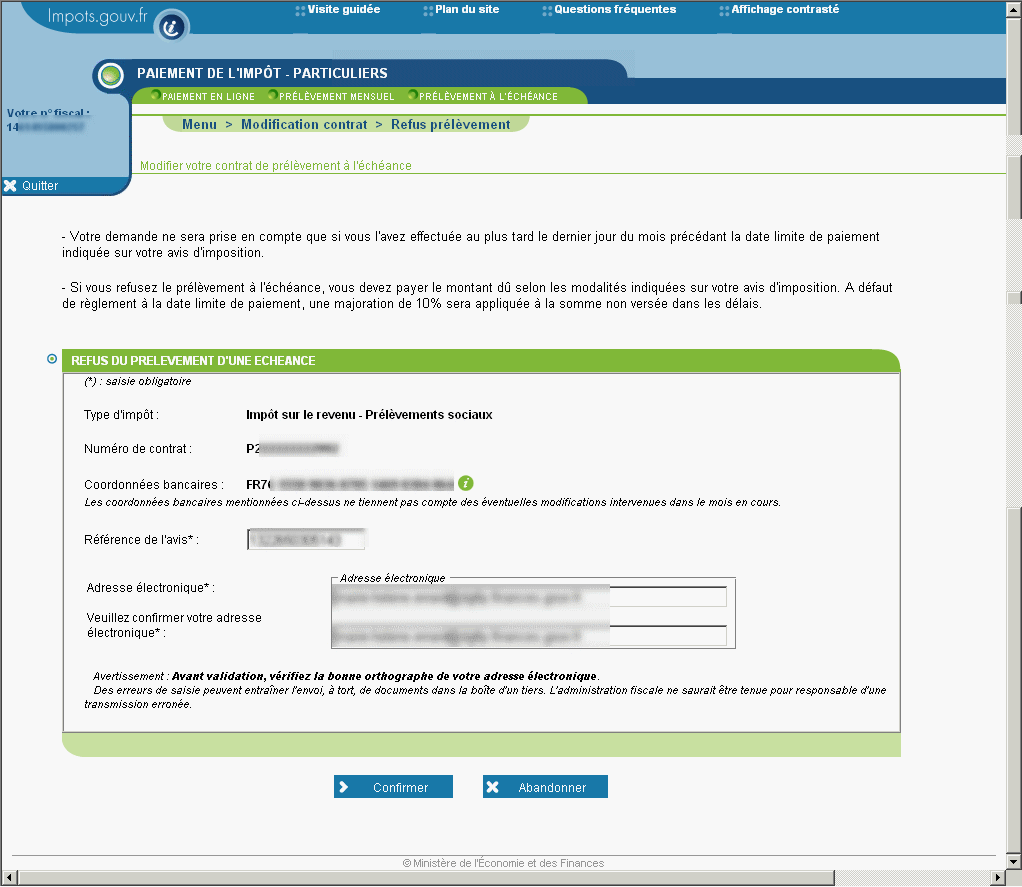 Impots.gouv.fr
Visite guidée
Plan du site
Questions fréquentes
Affichage contrasté
PAIEMENT DE L'IMPÔT - PARTICULIERS
PAIEMENT EN LIGNE
PRÉLÈVEMENT MENSUEL
PRÉLÈVEMENT À L'ÉCHÉANCE
Votre n° fiscal :
14
Menu > Modification contrat > Refus prélèvement
Modifier votre contrat de prélèvement à l'échéance
Quitter
- Votre demande ne sera prise en compte que si vous l'avez effectuée au plus tard le dernier jour du mois précédant la date limite de paiement
indiquée sur votre avis d'imposition.
- Si vous refusez le prélèvement à l'échéance, vous devez payer le montant dû selon les modalités indiquées sur votre avis d'imposition. A défaut
de règlement à la date limite de paiement, une majoration de 10% sera appliquée à la somme non versée dans les délais.
REFUS DU PRELEVEMENT D'UNE ECHEANCE
(*) : saisie obligatoire
Type d'impôt : Impôt sur le revenu - Prélèvements sociaux
Numéro de contrat : P2
Coordonnées bancaires : FR76
Les coordonnées bancaires mentionnées ci-dessus ne tiennent pas compte des éventuelles modifications intervenues dans le mois en cours.
Référence de l'avis* :
Adresse électronique
Adresse électronique* :
Veuillez confirmer votre adresse
électronique* :
Avertissement : Avant validation, vérifiez la bonne orthographe de votre adresse électronique.
Des erreurs de saisie peuvent entraîner l'envoi, à tort, de documents dans la boîte d'un tiers. L'administration fiscale ne saurait être tenue pour responsable d'une
transmission erronée.
Confirmer
Abandonner
© Ministère de l'Économie et des Finances